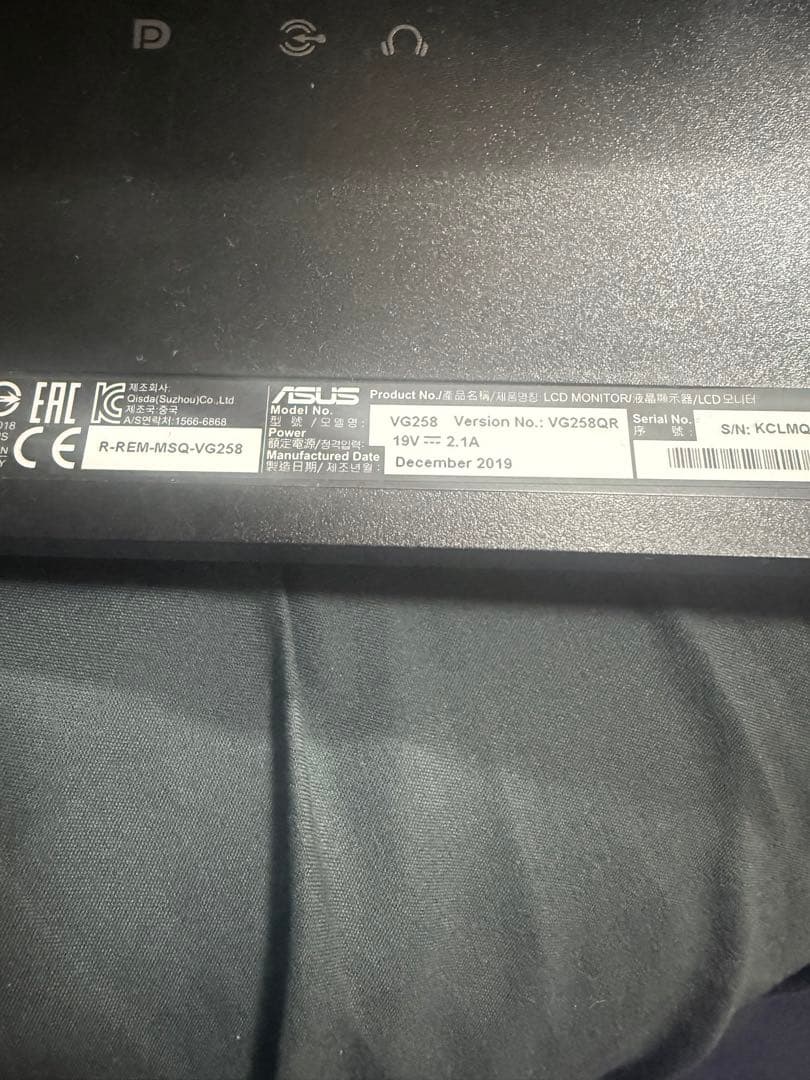 EAC
제조회사:
Qisda(Suzhou)Co.,Ltd
제조국:중국
A/S연락처:1566-6868
CE
R-REM-MSQ-VG258
ASUS
Product No./產品名稱/제품명칭: LCD MONITOR/液晶顯示器/LCD 모니터
Model No.
型 號 / 모델명:
VG258 Version No.: VG258QR
Power
額定電源/정격입력:
19V 2.1A
Manufactured Date
製造日期/ 제조년월:
December 2019
Serial No.
序 號:
S/N: KCLMQ